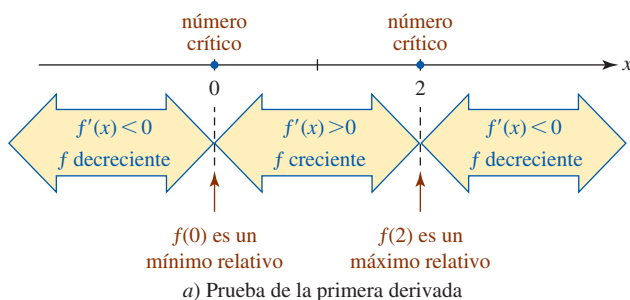 número número
crítico crítico
x
0 2
f′(x) < 0 f′(x) >0 f′(x) < 0
f decreciente f creciente f decreciente
f(0) es un f(2) es un
mínimo relativo máximo relativo
a) Prueba de la primera derivada